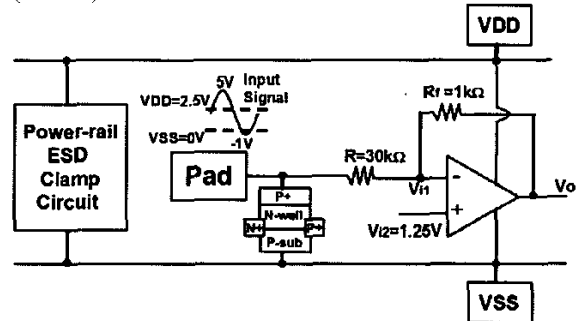 VDD
5V Input
Signal
VDD=2.5V
VSS=0V
-1V
Power-rail
ESD
Clamp
Circuit
Pad
P+
N-well
N+
P+
P-sub
R=30kΩ
Rf=1kΩ
Vi1
-
+
Vi2=1.25V
Vo
VSS